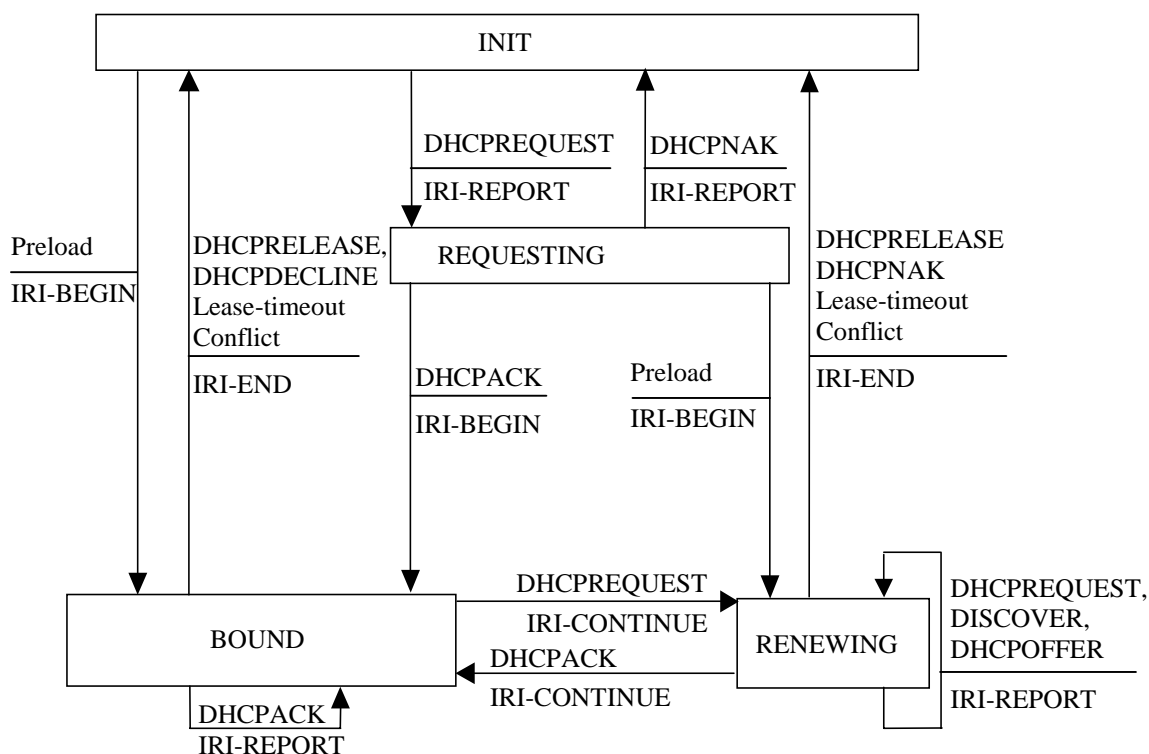 INIT
DHCPREQUEST
IRI-REPORT
DHCPNAK
IRI-REPORT
Preload
IRI-BEGIN
DHCPRELEASE,
DHCPDECLINE
Lease-timeout
Conflict
IRI-END
REQUESTING
DHCPRELEASE
DHCPNAK
Lease-timeout
Conflict
IRI-END
DHCPACK
IRI-BEGIN
Preload
IRI-BEGIN
BOUND
DHCPREQUEST
IRI-CONTINUE
DHCPACK
IRI-CONTINUE
RENEWING
DHCPREQUEST,
DISCOVER,
DHCPOFFER
IRI-REPORT
DHCPACK
IRI-REPORT